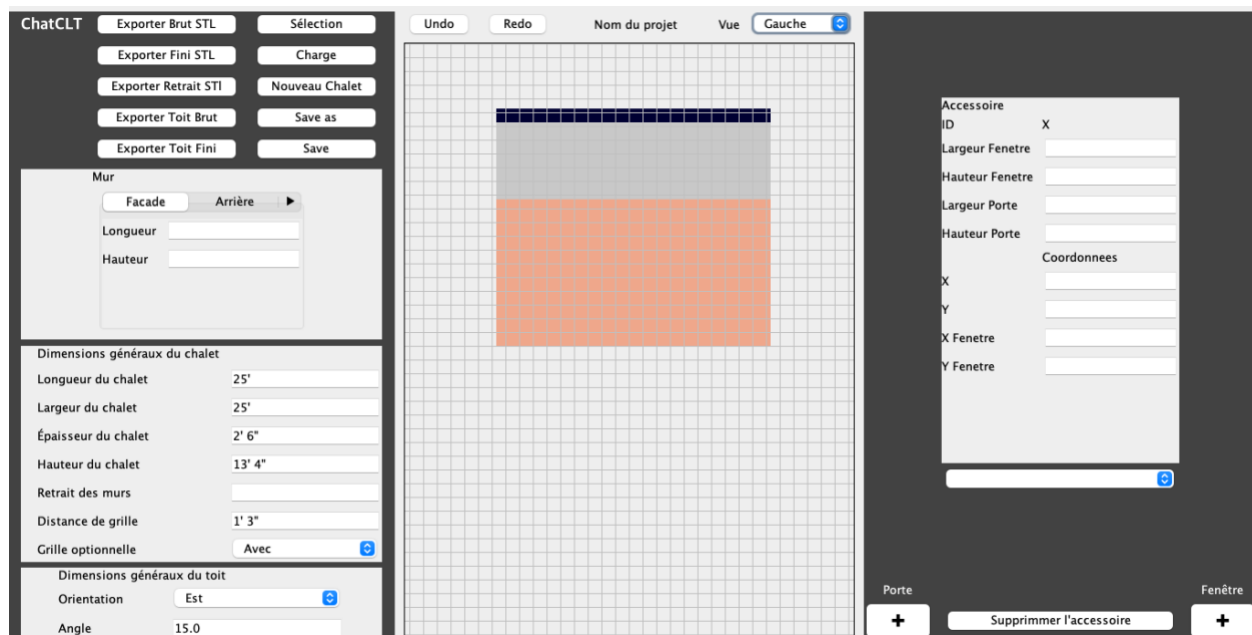 ChatCLT
Exporter Brut STL
Sélection
Exporter Fini STL
Charge
Exporter Retrait STl
Nouveau Chalet
Exporter Toit Brut
Save as
Exporter Toit Fini
Save
Mur
Facade
Arrière
Longueur
Hauteur
Dimensions généraux du chalet
Longueur du chalet 25'
Largeur du chalet 25'
Épaisseur du chalet 2' 6"
Hauteur du chalet 13' 4"
Retrait des murs
Distance de grille 1' 3"
Grille optionnelle Avec
Dimensions généraux du toit
Orientation Est
Angle 15.0
Undo
Redo
Nom du projet
Vue Gauche
Accessoire
ID X
Largeur Fenetre
Hauteur Fenetre
Largeur Porte
Hauteur Porte
Coordonnees
X
Y
X Fenetre
Y Fenetre
Porte
Fenêtre
+
Supprimmer l'accessoire
+